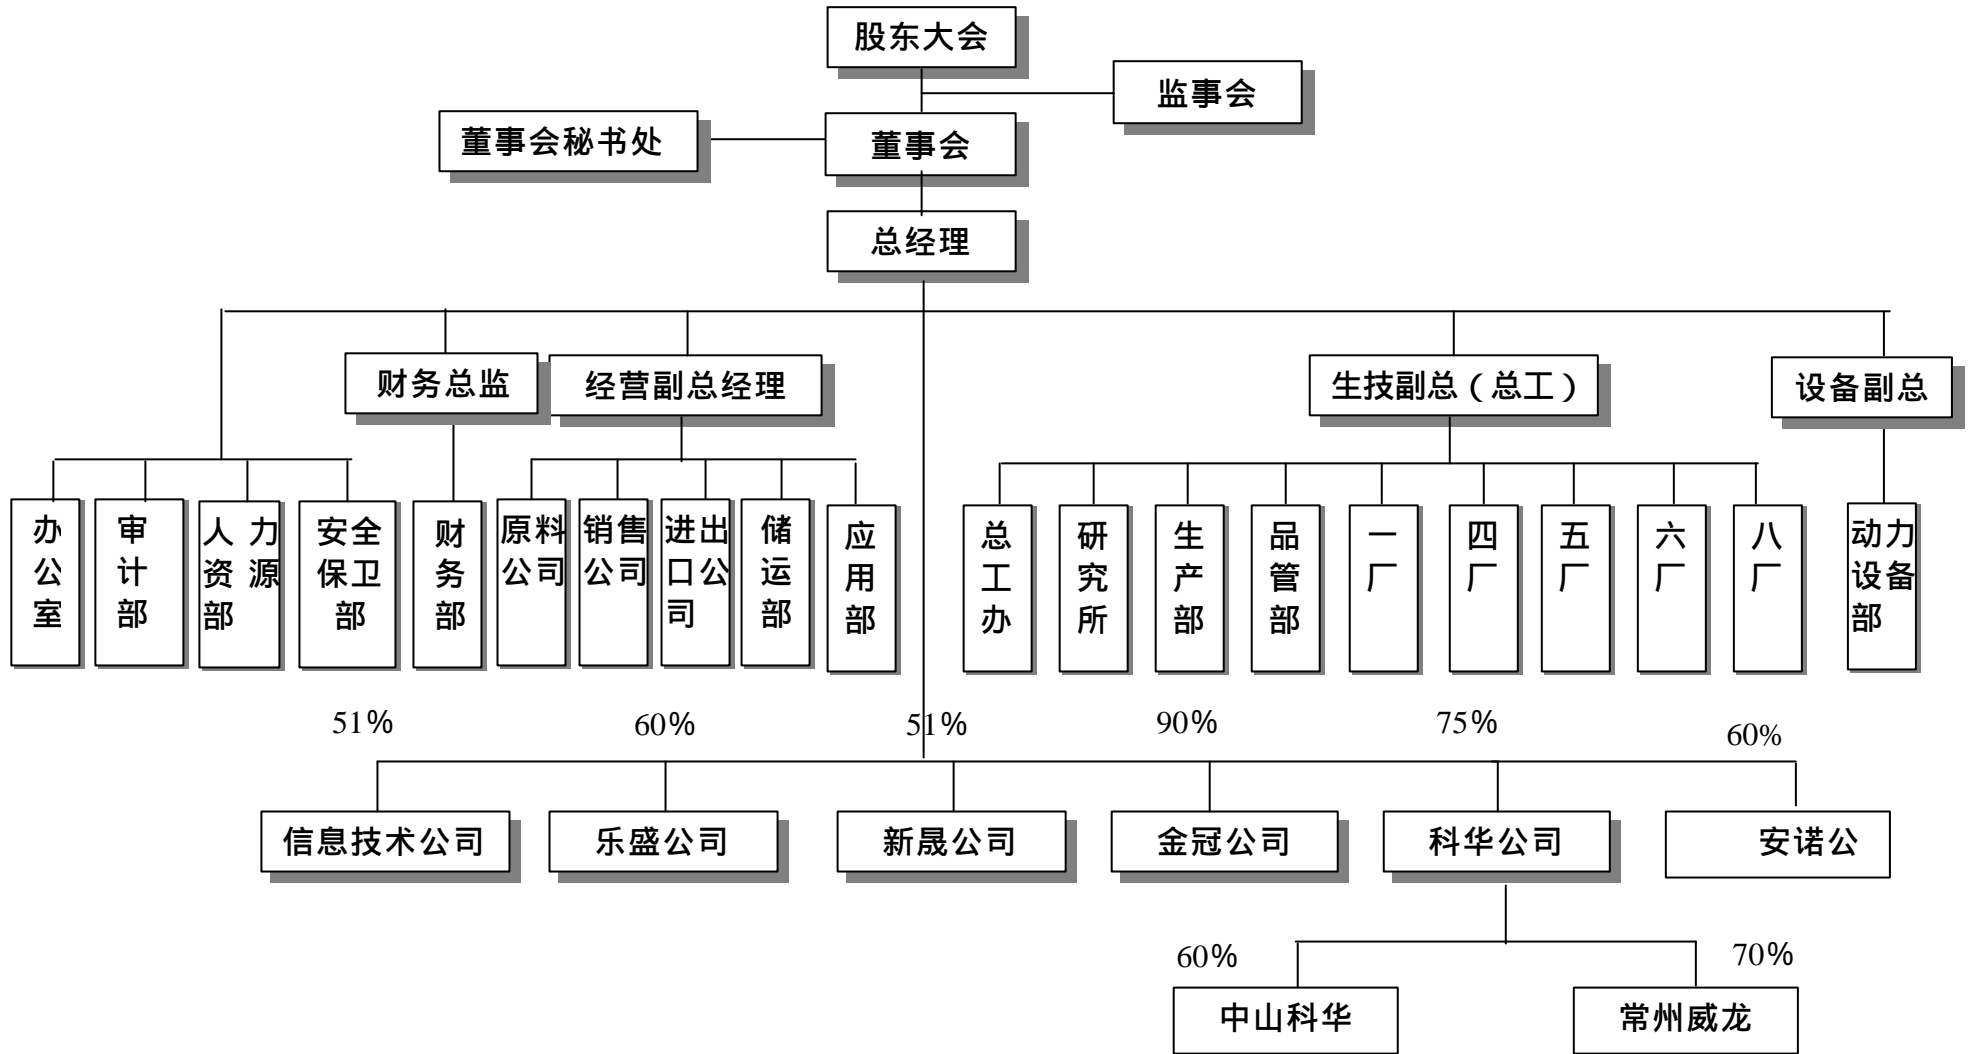 股东大会
监事会
董事会秘书处
董事会
总经理
财务总监
经营副总经理
生技副总（总工）
设备副总
办
公
室
审
计
部
人 力
资 源
部
安全
保卫
部
财
务
部
原料
公司
销售
公司
进出
口公
司
储
运
部
应
用
部
总
工
办
研
究
所
生
产
部
品
管
部
一
厂
四
厂
五
厂
六
厂
八
厂
动力
设备
部
51%
60%
51%
90%
75%
60%
信息技术公司
乐盛公司
新晟公司
金冠公司
科华公司
安诺公
60%
70%
中山科华
常州威龙